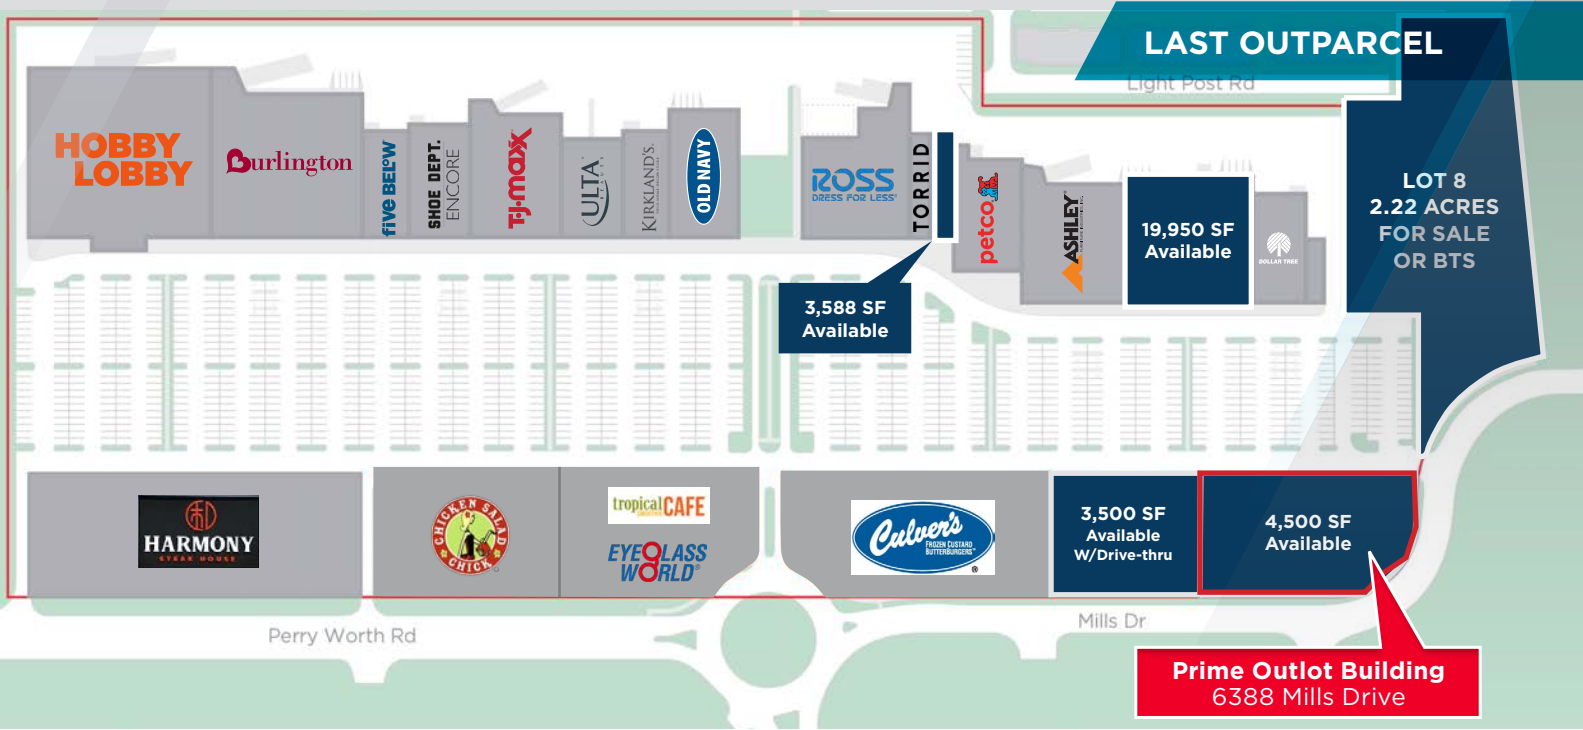 LAST OUTPARCEL
Light Post Rd
HOBBY
LOBBY
Burlington
five BEL°W
SHOE DEPT.
ENCORE
T·J·maxx
ULTA
BEAUTY
KIRKLAND'S
OLD NAVY
ROSS
DRESS FOR LESS®
TORRID
petco
ASHLEY®
19,950 SF
Available
DOLLAR TREE
LOT 8
2.22 ACRES
FOR SALE
OR BTS
3,588 SF
Available
HARMONY
STEAK HOUSE
CHICKEN SALAD
CHICK
tropical CAFE
EYEGLASS
WORLD®
Culver's
FROZEN CUSTARD
BUTTERBURGERS™
®
3,500 SF
Available
W/Drive-thru
4,500 SF
Available
Perry Worth Rd
Mills Dr
Prime Outlot Building
6388 Mills Drive